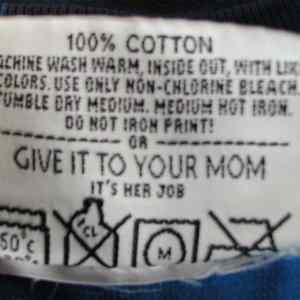 100% COTTON
MACHINE WASH WARM, INSIDE OUT, WITH LIKE
COLORS. USE ONLY NON-CHLORINE BLEACH.
TUMBLE DRY MEDIUM. MEDIUM HOT IRON.
DO NOT IRON PRINT!
OR
GIVE IT TO YOUR MOM
IT'S HER JOB
CL
M